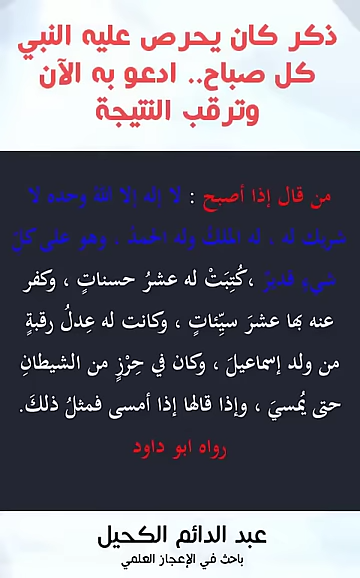 ذكر كان يحرص عليه النبي
كل صباح.. ادعو به الآن
وترقب النتيجة
من قال إذا أصبح : لا إله إلا الله وحده لا
شريك له ، له الملكُ وله الحمدُ ، وهو على كلِّ
شيءٍ قديرٌ ،كُتِبَتْ له عشرُ حسناتٍ ، وكفر
عنه بها عشرَ سيِّئاتٍ ، وكانت له عِدلُ رقبةٍ
من ولد إسماعيلَ ، وكان في حِرْزٍ من الشيطانِ
حتى يُمسيَ ، وإذا قالها إذا أمسى فمثلُ ذلكَ.
رواه ابو داود
عبد الدائم الكحيل
باحث في الإعجاز العلمي